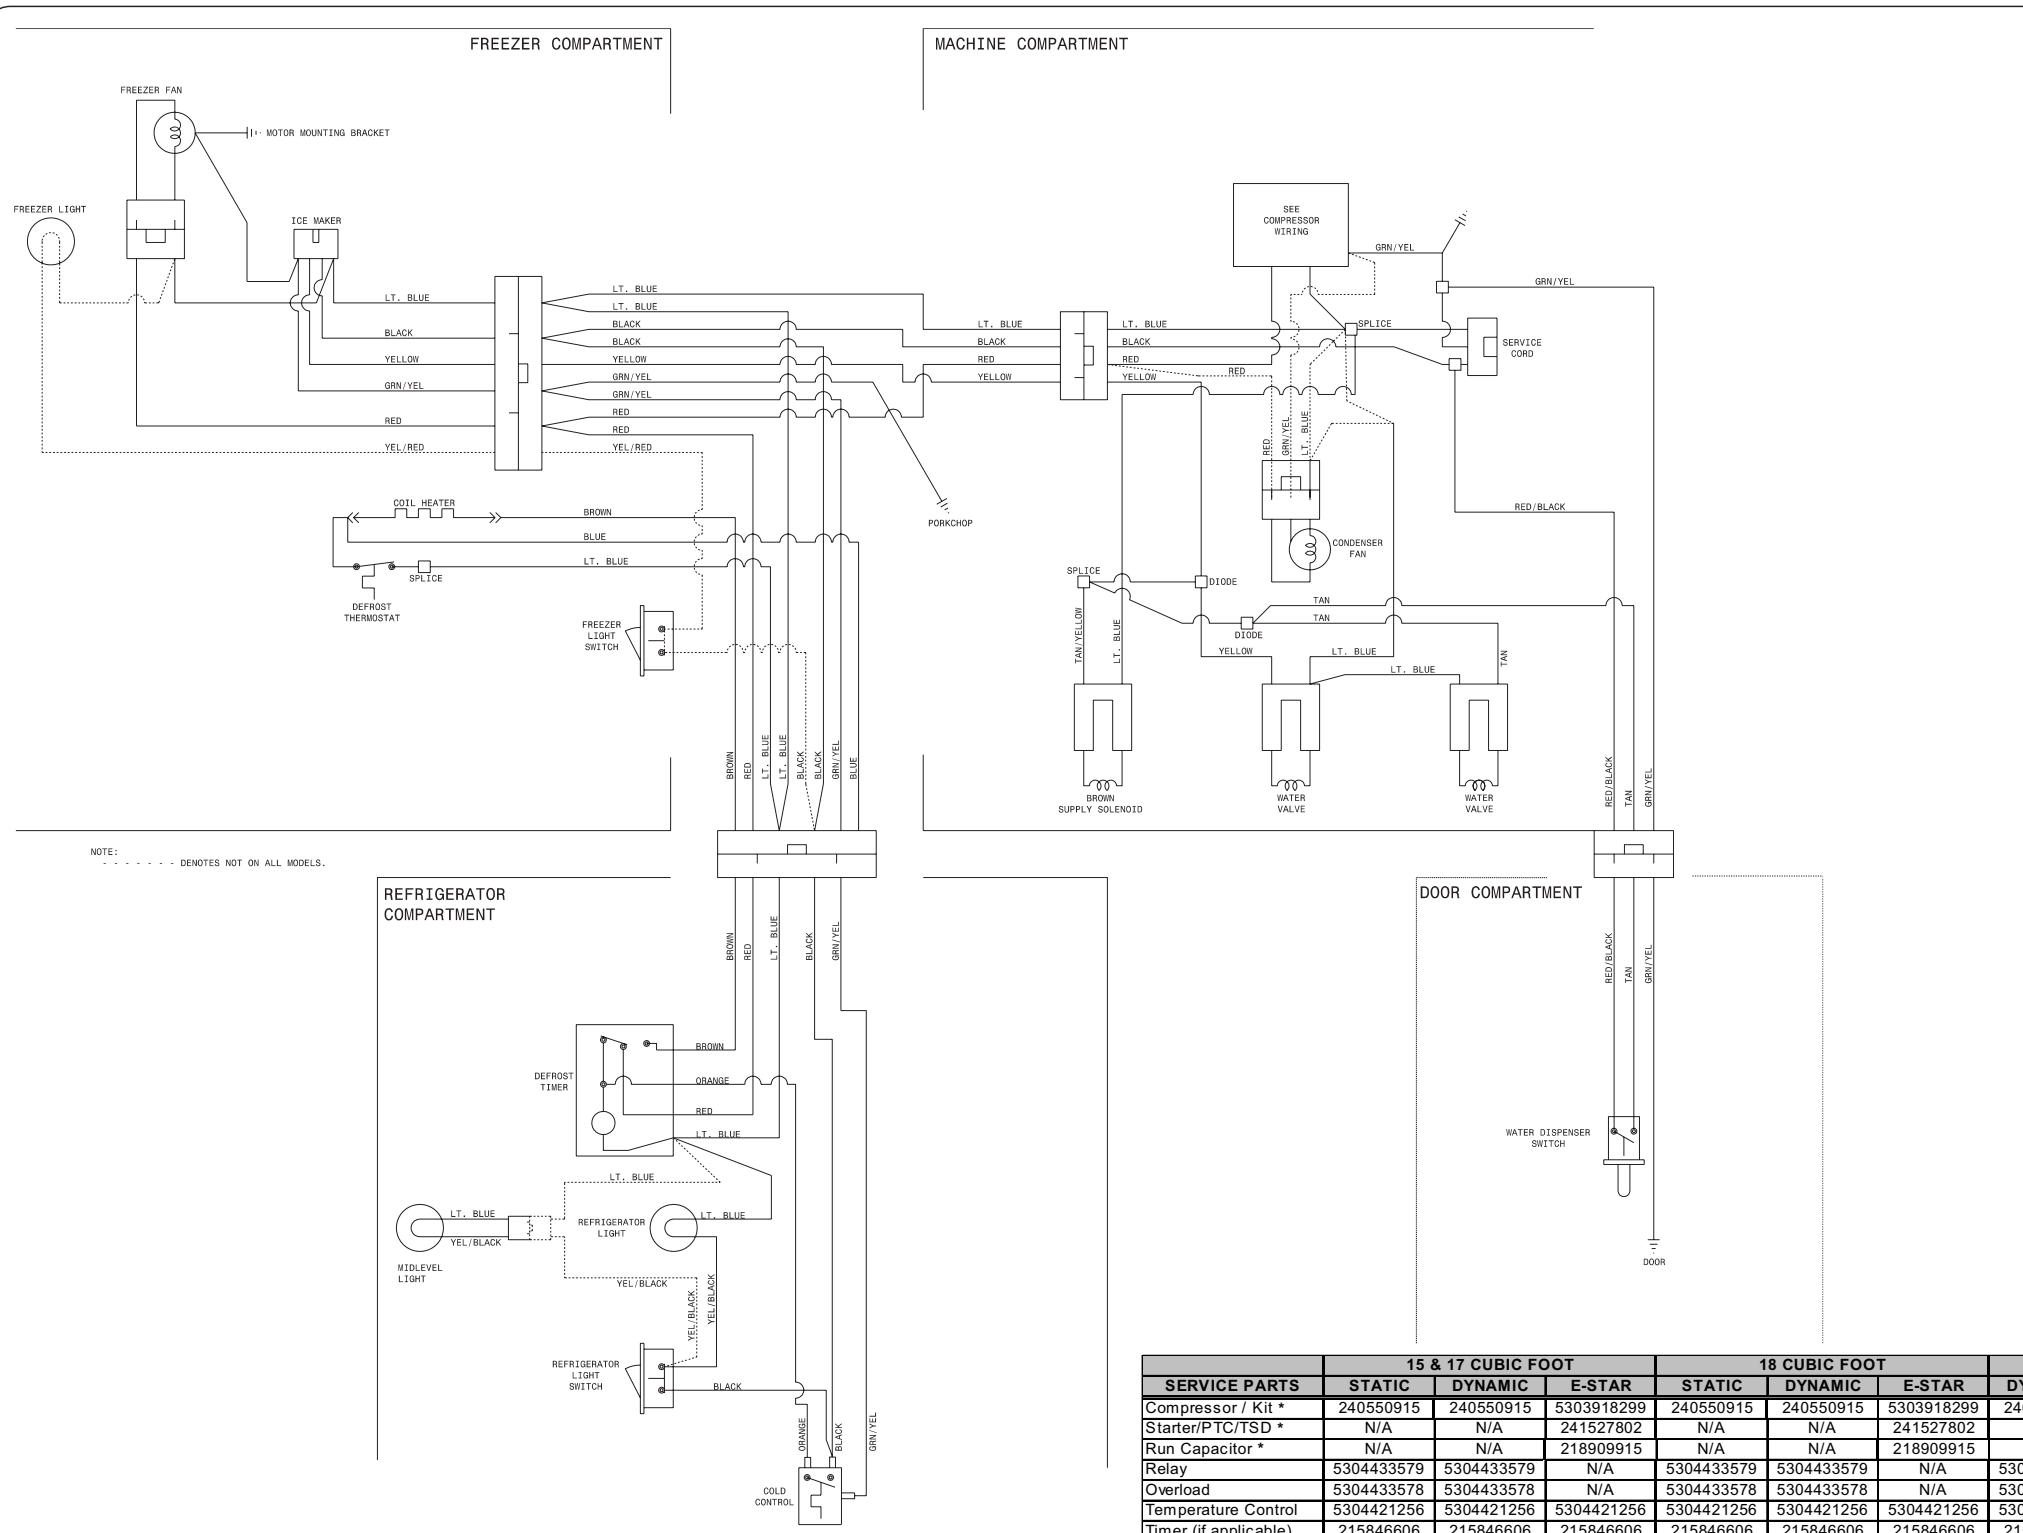 FREEZER COMPARTMENT
MACHINE COMPARTMENT
FREEZER FAN
MOTOR MOUNTING BRACKET
FREEZER LIGHT
ICE MAKER
LT. BLUE
BLACK
YELLOW
GRN/YEL
RED
YEL/RED
LT. BLUE
LT. BLUE
BLACK
BLACK
YELLOW
GRN/YEL
GRN/YEL
RED
RED
YEL/RED
LT. BLUE
BLACK
RED
YELLOW
LT. BLUE
BLACK
RED
YELLOW
RED
SEE
COMPRESSOR
WIRING
GRN/YEL
GRN/YEL
SPLICE
SERVICE
CORD
RED
GRN/YEL
LT. BLUE
CONDENSER
FAN
RED/BLACK
PORKCHOP
COIL HEATER
BROWN
BLUE
LT. BLUE
SPLICE
DEFROST
THERMOSTAT
FREEZER
LIGHT
SWITCH
SPLICE
DIODE
DIODE
TAN
TAN
TAN/YELLOW
LT. BLUE
YELLOW
LT. BLUE
LT. BLUE
TAN
BROWN
SUPPLY SOLENOID
WATER
VALVE
WATER
VALVE
BROWN
RED
LT. BLUE
LT. BLUE
BLACK
BLACK
GRN/YEL
BLUE
RED/BLACK
TAN
GRN/YEL
NOTE:
- - - - - - - DENOTES NOT ON ALL MODELS.
REFRIGERATOR
COMPARTMENT
DOOR COMPARTMENT
BROWN
RED
LT. BLUE
BLACK
GRN/YEL
RED/BLACK
TAN
GRN/YEL
DEFROST
TIMER
BROWN
ORANGE
RED
LT. BLUE
LT. BLUE
LT. BLUE
YEL/BLACK
MIDLEVEL
LIGHT
REFRIGERATOR
LIGHT
LT. BLUE
YEL/BLACK
YEL/BLACK
YEL/BLACK
REFRIGERATOR
LIGHT
SWITCH
BLACK
ORANGE
BLACK
GRN/YEL
COLD
CONTROL
WATER DISPENSER
SWITCH
DOOR
15 & 17 CUBIC FOOT 18 CUBIC FOOT
SERVICE PARTS STATIC DYNAMIC E-STAR STATIC DYNAMIC E-STAR
Compressor / Kit * 240550915 240550915 5303918299 240550915 240550915 5303918299
Starter/PTC/TSD * N/A N/A 241527802 N/A N/A 241527802
Run Capacitor * N/A N/A 218909915 N/A N/A 218909915
Relay 5304433579 5304433579 N/A 5304433579 5304433579 N/A
Overload 5304433578 5304433578 N/A 5304433578 5304433578 N/A
Temperature Control 5304421256 5304421256 5304421256 5304421256 5304421256 5304421256
Timer (if applicable) 215846606 215846606 215846606 215846606 215846606 215846606